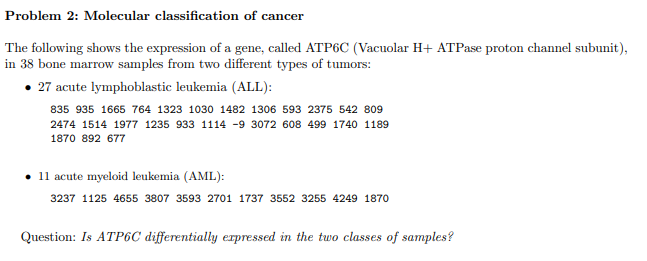 Problem 2: Molecular classification of cancer
The following shows the expression of a gene, called ATP6C (Vacuolar H+ ATPase proton channel subunit),
in 38 bone marrow samples from two different types of tumors:
• 27 acute lymphoblastic leukemia (ALL):
835 935 1665 764 1323 1030 1482 1306 593 2375 542 809
2474 1514 1977 1235 933 1114 -9 3072 608 499 1740 1189
1870 892 677
• 11 acute myeloid leukemia (AML):
3237 1125 4655 3807 3593 2701 1737 3552 3255 4249 1870
Question: Is ATP6C differentially expressed in the two classes of samples?